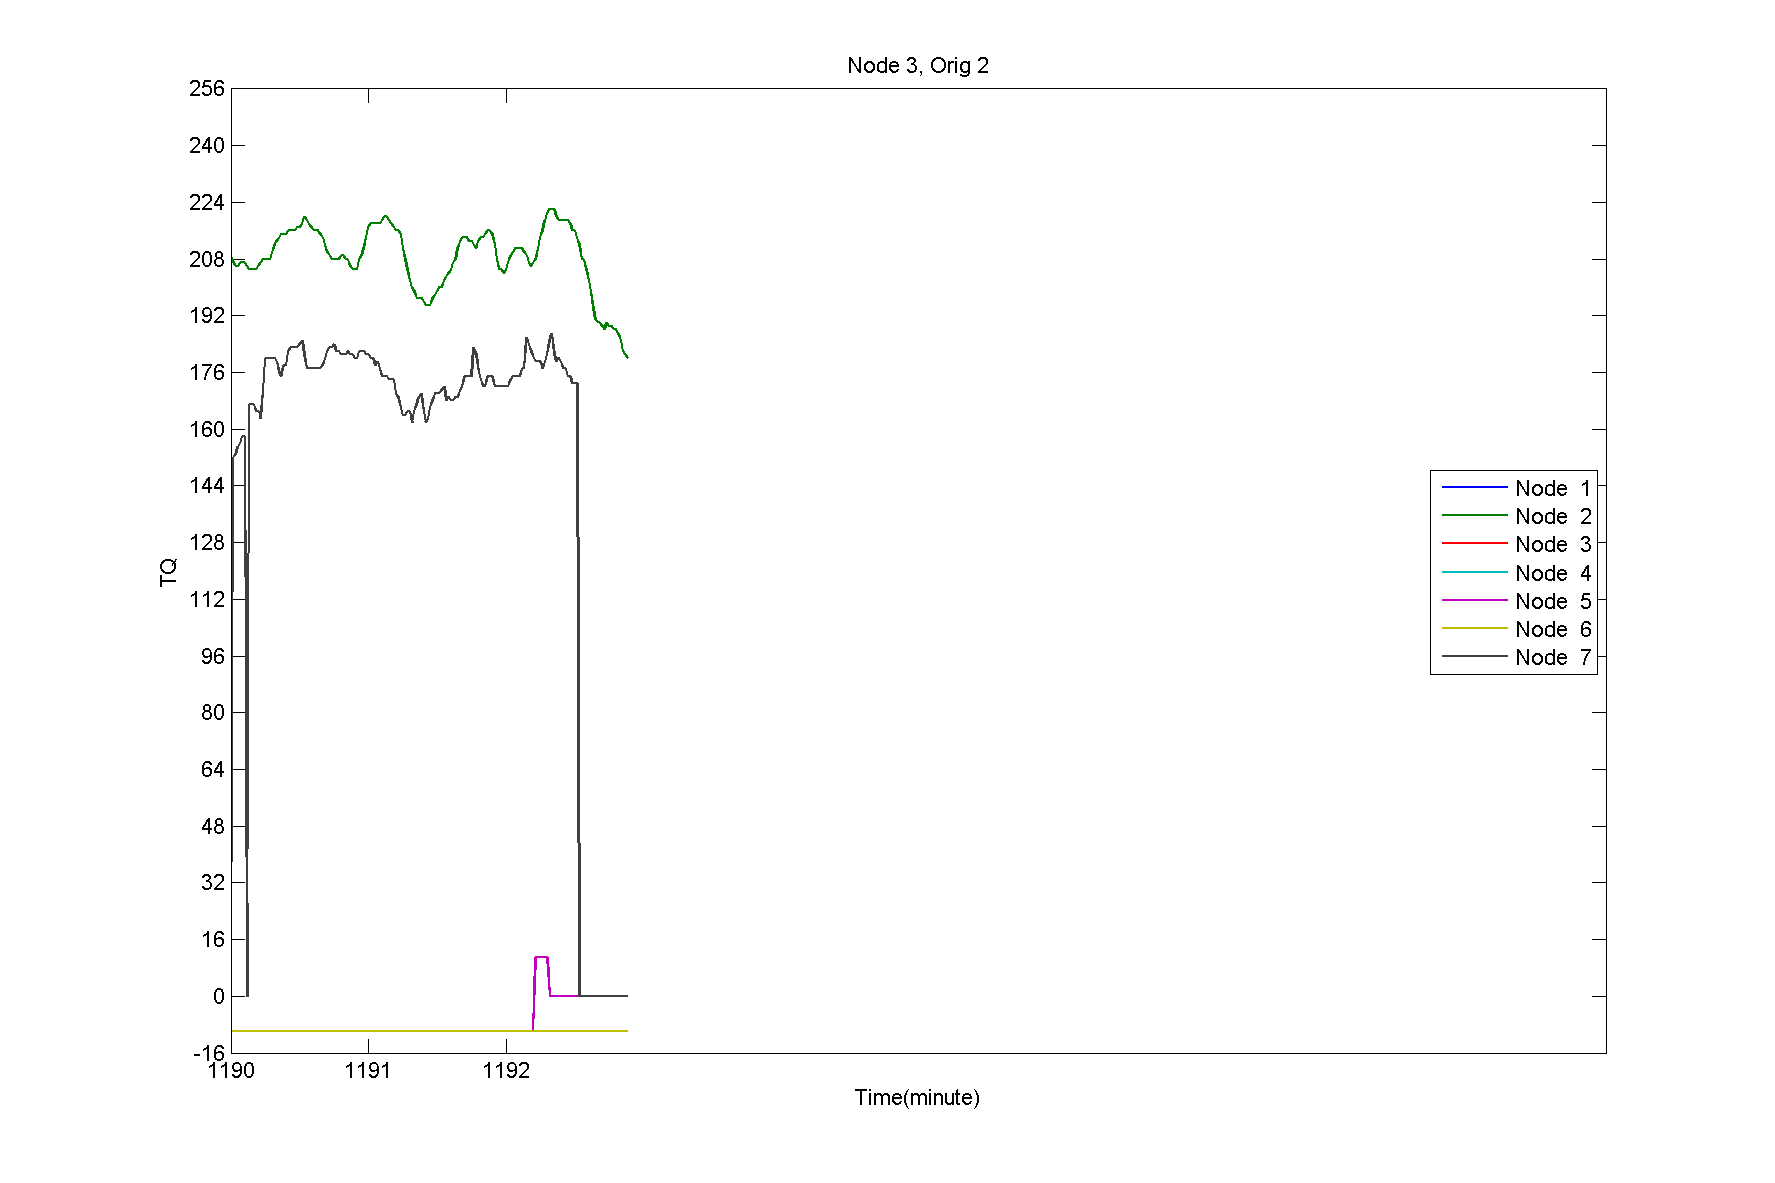 Node 3, Orig 2
256
240
224
208
192
176
160
144
128
112
96
80
64
48
32
16
0
-16
TQ
1190 1191 1192
Time(minute)
Node 1
Node 2
Node 3
Node 4
Node 5
Node 6
Node 7